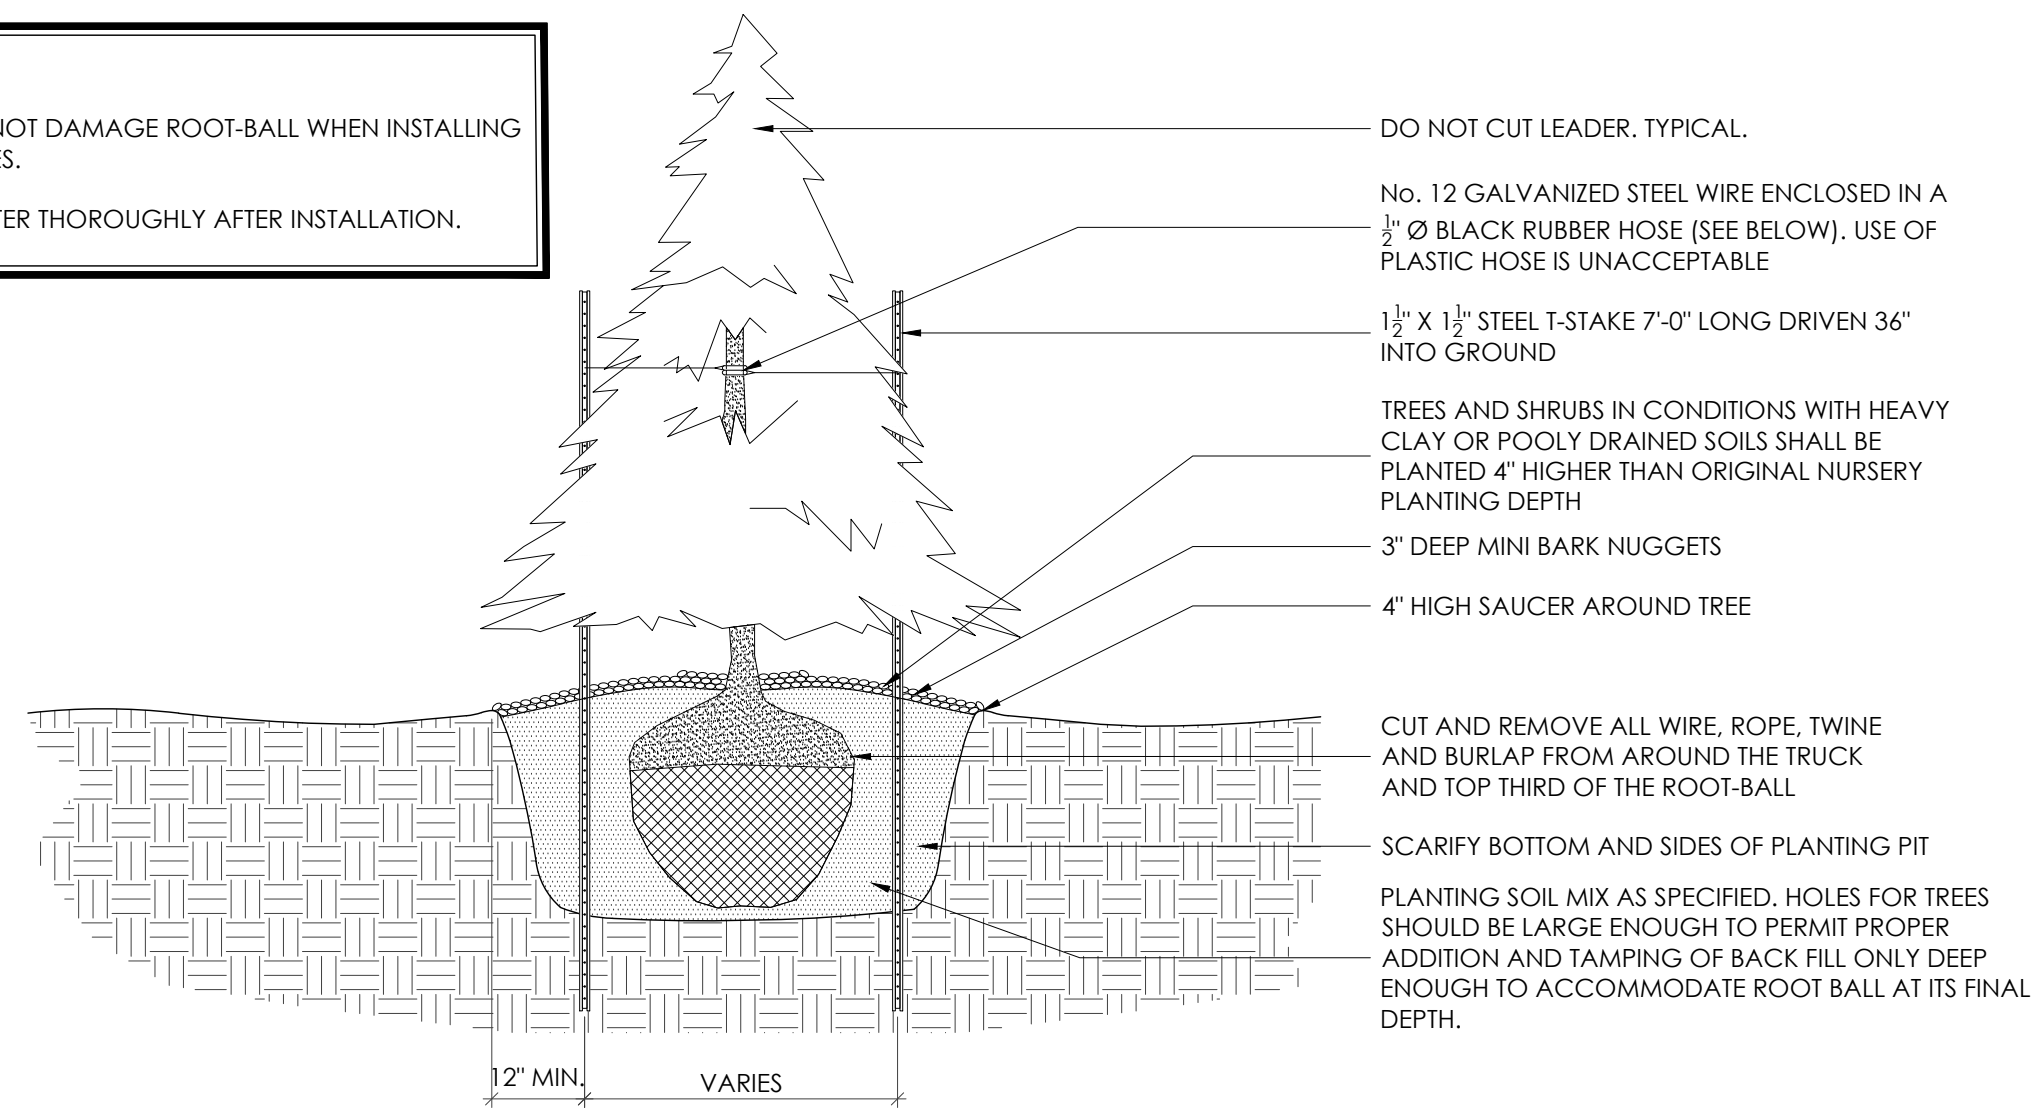 NOT DAMAGE ROOT-BALL WHEN INSTALLING
THOROUGHLY AFTER INSTALLATION.
DO NOT CUT LEADER. TYPICAL.
No. 12 GALVANIZED STEEL WIRE ENCLOSED IN A
1/2" Ø BLACK RUBBER HOSE (SEE BELOW). USE OF
PLASTIC HOSE IS UNACCEPTABLE
1 1/2" X 1 1/2" STEEL T-STAKE 7'-0" LONG DRIVEN 36"
INTO GROUND
TREES AND SHRUBS IN CONDITIONS WITH HEAVY
CLAY OR POOLY DRAINED SOILS SHALL BE
PLANTED 4" HIGHER THAN ORIGINAL NURSERY
PLANTING DEPTH
3" DEEP MINI BARK NUGGETS
4" HIGH SAUCER AROUND TREE
CUT AND REMOVE ALL WIRE, ROPE, TWINE
AND BURLAP FROM AROUND THE TRUCK
AND TOP THIRD OF THE ROOT-BALL
SCARIFY BOTTOM AND SIDES OF PLANTING PIT
PLANTING SOIL MIX AS SPECIFIED. HOLES FOR TREES
SHOULD BE LARGE ENOUGH TO PERMIT PROPER
ADDITION AND TAMPING OF BACK FILL ONLY DEEP
ENOUGH TO ACCOMMODATE ROOT BALL AT ITS FINAL
DEPTH.
12" MIN.
VARIES